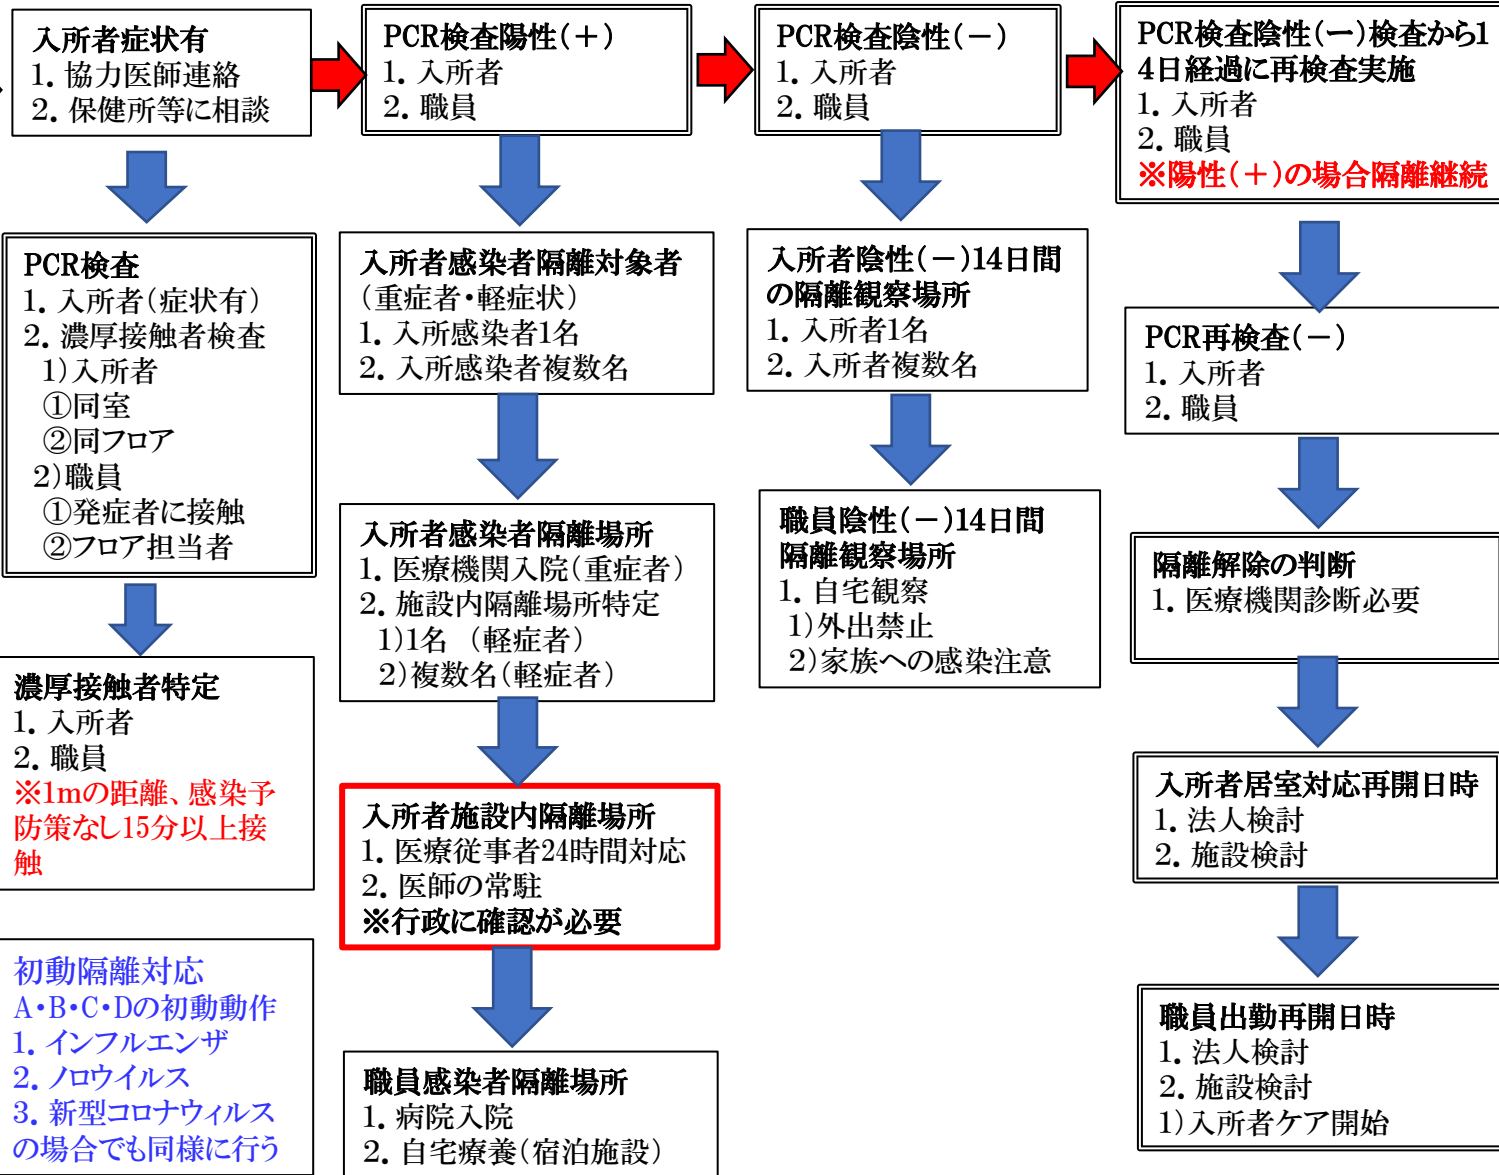 入所者症状有
1．協力医師連絡
2．保健所等に相談
PCR検査
1．入所者(症状有)
2．濃厚接触者検査
1)入所者
①同室
②同フロア
2)職員
①発症者に接触
②フロア担当者
濃厚接触者特定
1．入所者
2．職員
※1mの距離、感染予
防策なし15分以上接
触
初動隔離対応
A・B・C・Dの初動動作
1．インフルエンザ
2．ノロウイルス
3．新型コロナウィルス
の場合でも同様に行う
PCR検査陽性(＋)
1．入所者
2．職員
入所者感染者隔離対象者
(重症者・軽症状)
1．入所感染者1名
2．入所感染者複数名
入所者感染者隔離場所
1．医療機関入院(重症者)
2．施設内隔離場所特定
1)1名 (軽症者)
2)複数名(軽症者)
入所者施設内隔離場所
1．医療従事者24時間対応
2．医師の常駐
※行政に確認が必要
職員感染者隔離場所
1．病院入院
2．自宅療養(宿泊施設)
PCR検査陰性(－)
1．入所者
2．職員
入所者陰性(－)14日間
の隔離観察場所
1．入所者1名
2．入所者複数名
職員陰性(－)14日間
隔離観察場所
1．自宅観察
1)外出禁止
2)家族への感染注意
PCR検査陰性(ー)検査から1
4日経過に再検査実施
1．入所者
2．職員
※陽性(＋)の場合隔離継続
PCR再検査(－)
1．入所者
2．職員
隔離解除の判断
1．医療機関診断必要
入所者居室対応再開日時
1．法人検討
2．施設検討
職員出勤再開日時
1．法人検討
2．施設検討
1)入所者ケア開始